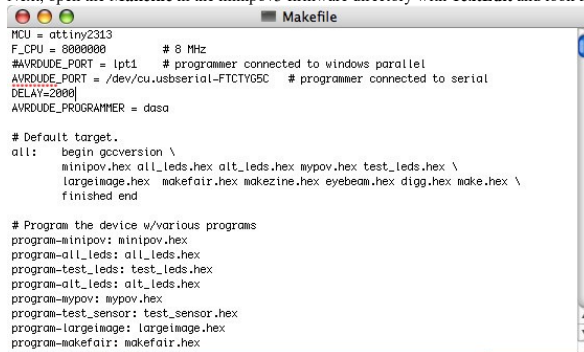 Makefile
MCU = attiny2313
F_CPU = 8000000 # 8 MHz
#AVRDUDE_PORT = lpt1 # programmer connected to windows parallel
AVRDUDE_PORT = /dev/cu.usbserial-FTCTYG5C # programmer connected to serial
DELAY=2000
AVRDUDE_PROGRAMMER = dasa
# Default target.
all: begin gccversion \
minipov.hex all_leds.hex alt_leds.hex mypov.hex test_leds.hex \
largeimage.hex makefair.hex makezine.hex eyebeam.hex digg.hex make.hex \
finished end
# Program the device w/various programs
program-minipov: minipov.hex
program-all_leds: all_leds.hex
program-test_leds: test_leds.hex
program-alt_leds: alt_leds.hex
program-mypov: mypov.hex
program-test_sensor: test_sensor.hex
program-largeimage: largeimage.hex
program-makefair: makefair.hex